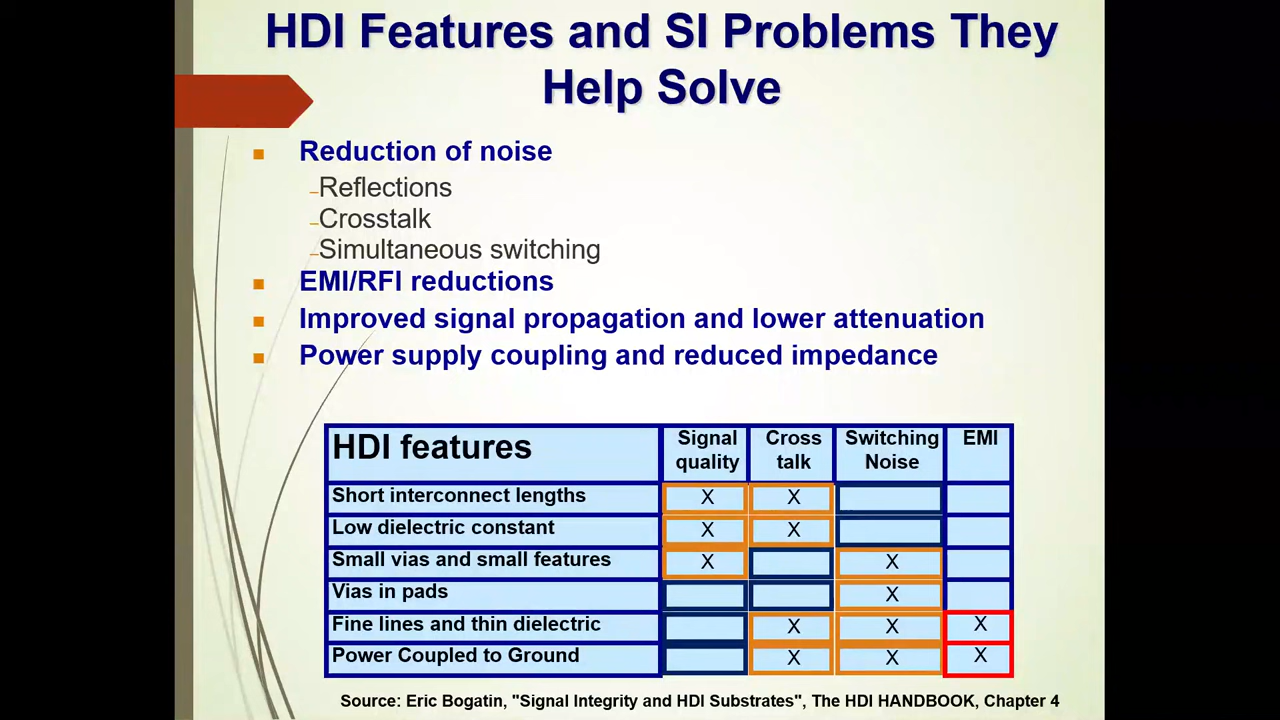 HDI Features and SI Problems They
Help Solve
Reduction of noise
–Reflections
–Crosstalk
–Simultaneous switching
EMI/RFI reductions
Improved signal propagation and lower attenuation
Power supply coupling and reduced impedance
HDI features Signal quality Cross talk Switching Noise EMI
Short interconnect lengths X X
Low dielectric constant X X
Small vias and small features X X
Vias in pads X
Fine lines and thin dielectric X X X
Power Coupled to Ground X X X
Source: Eric Bogatin, "Signal Integrity and HDI Substrates", The HDI HANDBOOK, Chapter 4